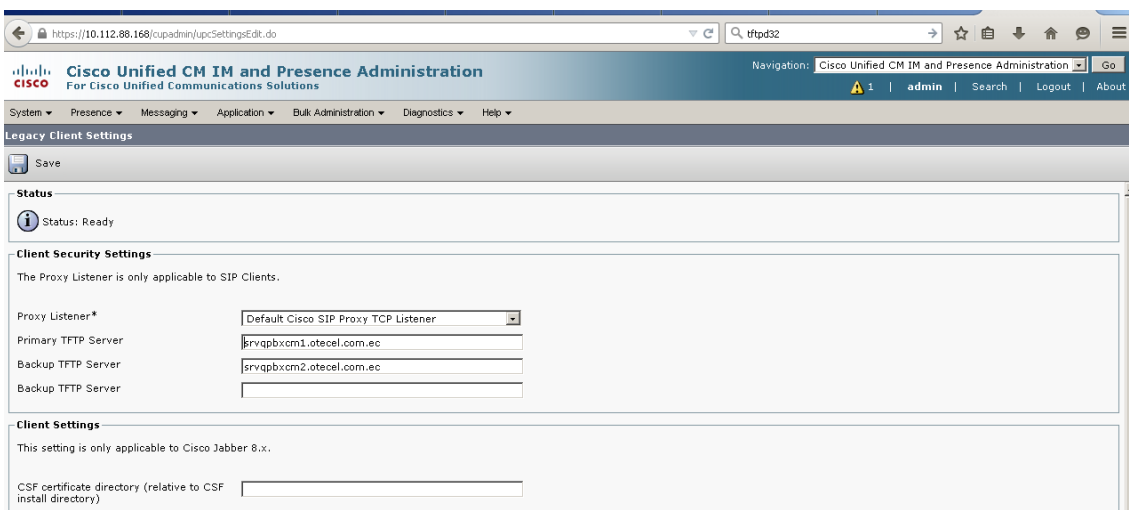 https://10.112.88.168/cupadmin/upcSettingsEdit.do
tftpd32
cisco
Cisco Unified CM IM and Presence Administration
For Cisco Unified Communications Solutions
Navigation: Cisco Unified CM IM and Presence Administration Go
1 | admin | Search | Logout | About
System Presence Messaging Application Bulk Administration Diagnostics Help
Legacy Client Settings
Save
Status
Status: Ready
Client Security Settings
The Proxy Listener is only applicable to SIP Clients.
Proxy Listener* Default Cisco SIP Proxy TCP Listener
Primary TFTP Server srvqpbxcm1.otecel.com.ec
Backup TFTP Server srvqpbxcm2.otecel.com.ec
Backup TFTP Server
Client Settings
This setting is only applicable to Cisco Jabber 8.x.
CSF certificate directory (relative to CSF
install directory)